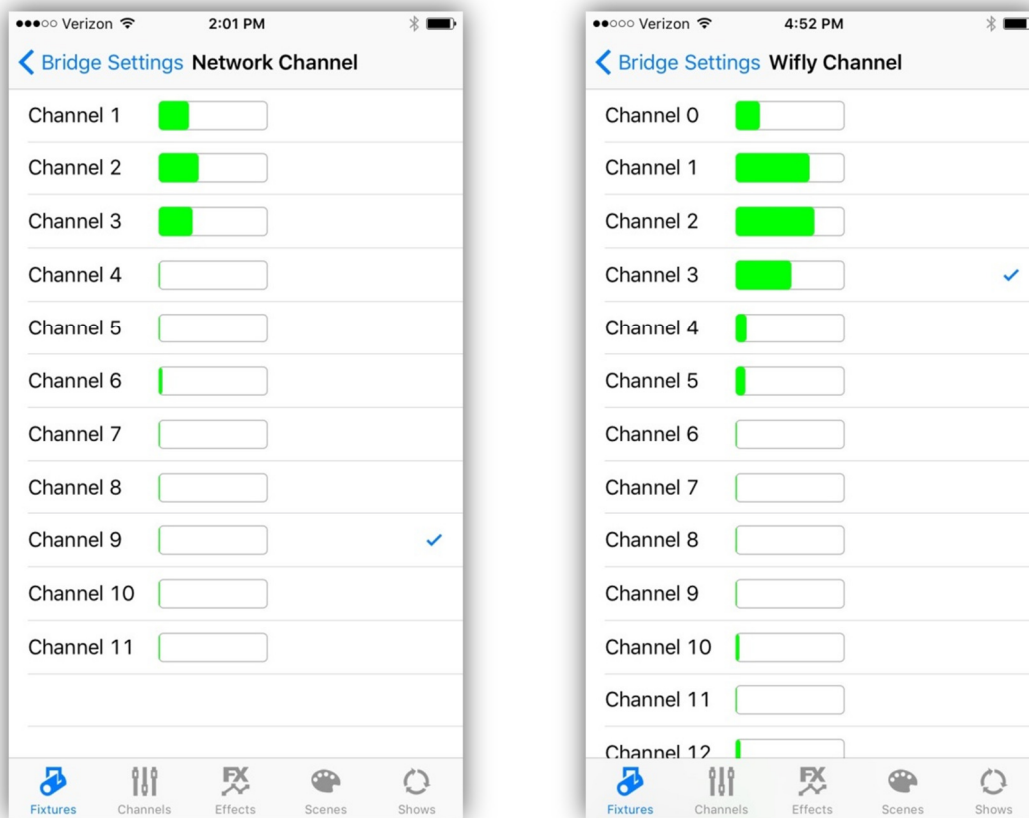 Verizon 2:01 PM
Bridge Settings Network Channel
Channel 1
Channel 2
Channel 3
Channel 4
Channel 5
Channel 6
Channel 7
Channel 8
Channel 9
Channel 10
Channel 11
Fixtures Channels Effects Scenes Shows
Verizon 4:52 PM
Bridge Settings Wifly Channel
Channel 0
Channel 1
Channel 2
Channel 3
Channel 4
Channel 5
Channel 6
Channel 7
Channel 8
Channel 9
Channel 10
Channel 11
Channel 12
Fixtures Channels Effects Scenes Shows